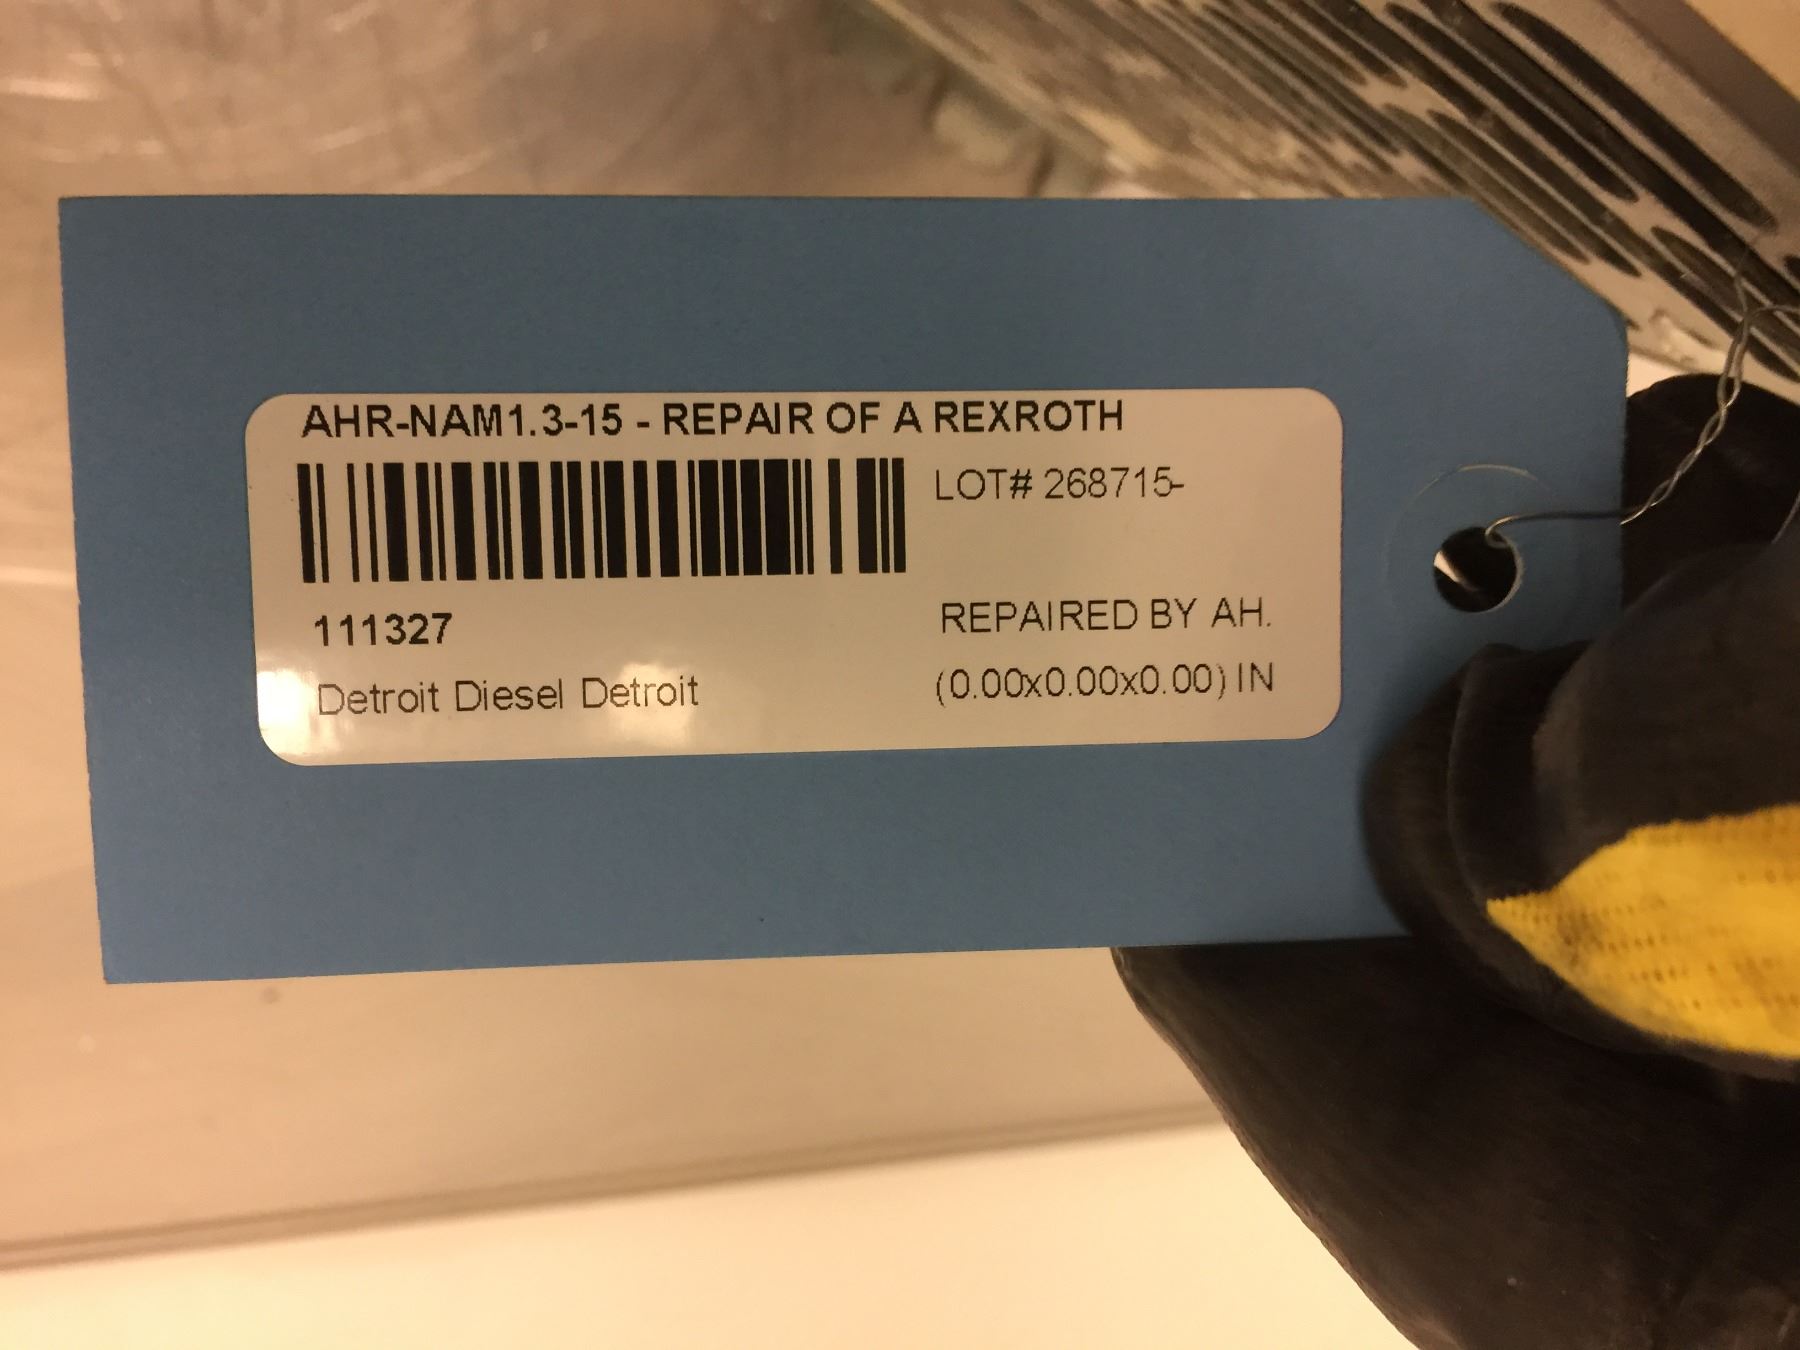 AHR-NAM1.3-15 - REPAIR OF A REXROTH
LOT# 268715-
111327
REPAIRED BY AH.
Detroit Diesel Detroit
(0.00x0.00x0.00) IN